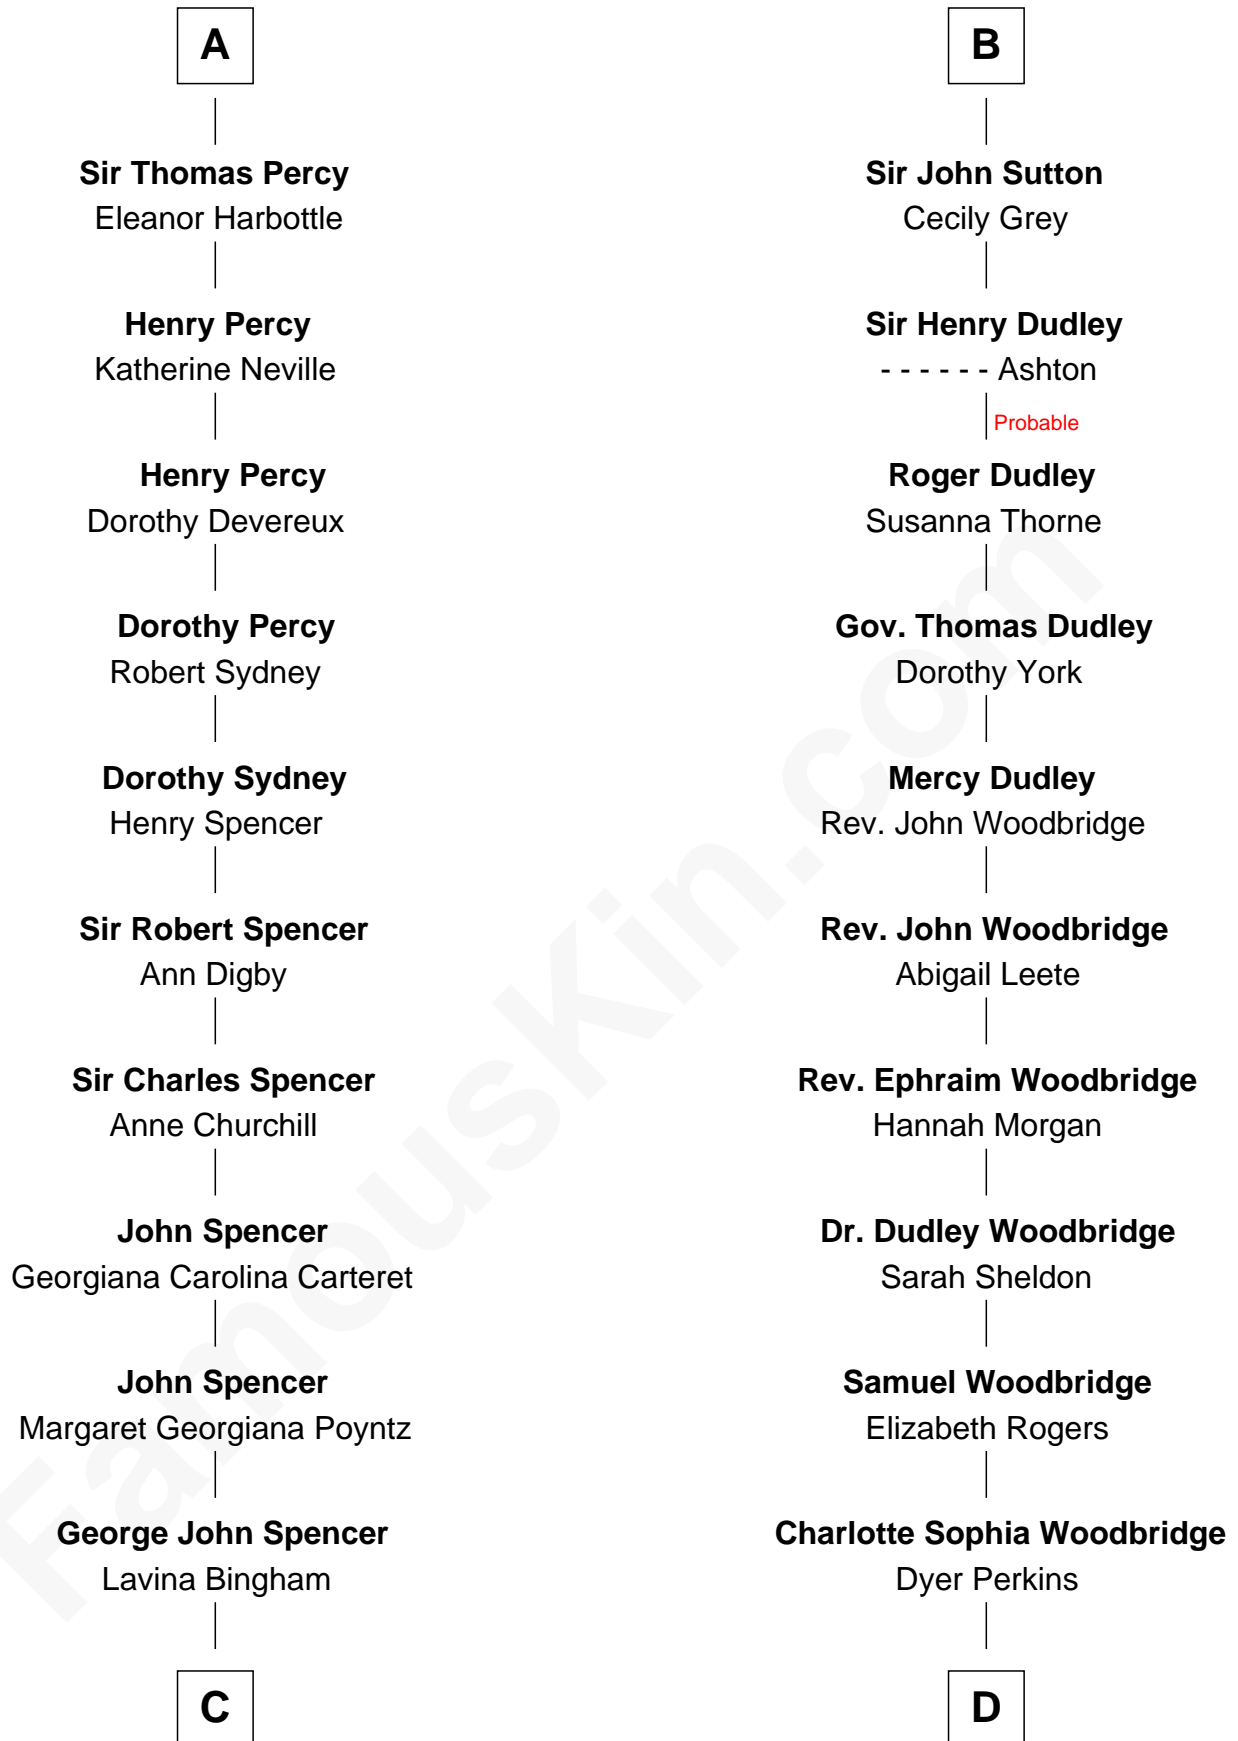 A
Sir Thomas Percy
Eleanor Harbottle
Henry Percy
Katherine Neville
Henry Percy
Dorothy Devereux
Dorothy Percy
Robert Sydney
Dorothy Sydney
Henry Spencer
Sir Robert Spencer
Ann Digby
Sir Charles Spencer
Anne Churchill
John Spencer
Georgiana Carolina Carteret
John Spencer
Margaret Georgiana Poyntz
George John Spencer
Lavina Bingham
C
B
Sir John Sutton
Cecily Grey
Sir Henry Dudley
- - - - - - Ashton
Probable
Roger Dudley
Susanna Thorne
Gov. Thomas Dudley
Dorothy York
Mercy Dudley
Rev. John Woodbridge
Rev. John Woodbridge
Abigail Leete
Rev. Ephraim Woodbridge
Hannah Morgan
Dr. Dudley Woodbridge
Sarah Sheldon
Samuel Woodbridge
Elizabeth Rogers
Charlotte Sophia Woodbridge
Dyer Perkins
D
FamousKin.com